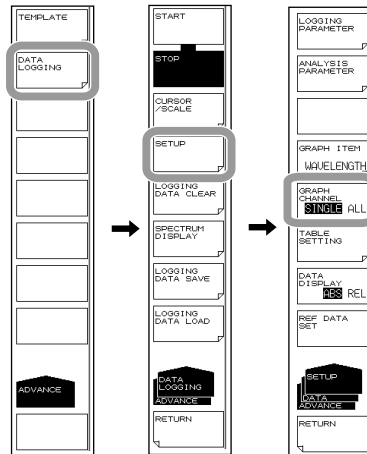 TEMPLATE
DATA
LOGGING
ADVANCE
START
STOP
CURSOR
/SCALE
SETUP
LOGGING
DATA CLEAR
SPECTRUM
DISPLAY
LOGGING
DATA SAVE
LOGGING
DATA LOAD
DATA
LOGGING
ADVANCE
RETURN
LOGGING
PARAMETER
ANALYSIS
PARAMETER
GRAPH ITEM
WAVELENGTH
GRAPH
CHANNEL
SINGLE ALL
TABLE
SETTING
DATA
DISPLAY
ABS REL
REF DATA
SET
SETUP
DATA
ADVANCE
RETURN